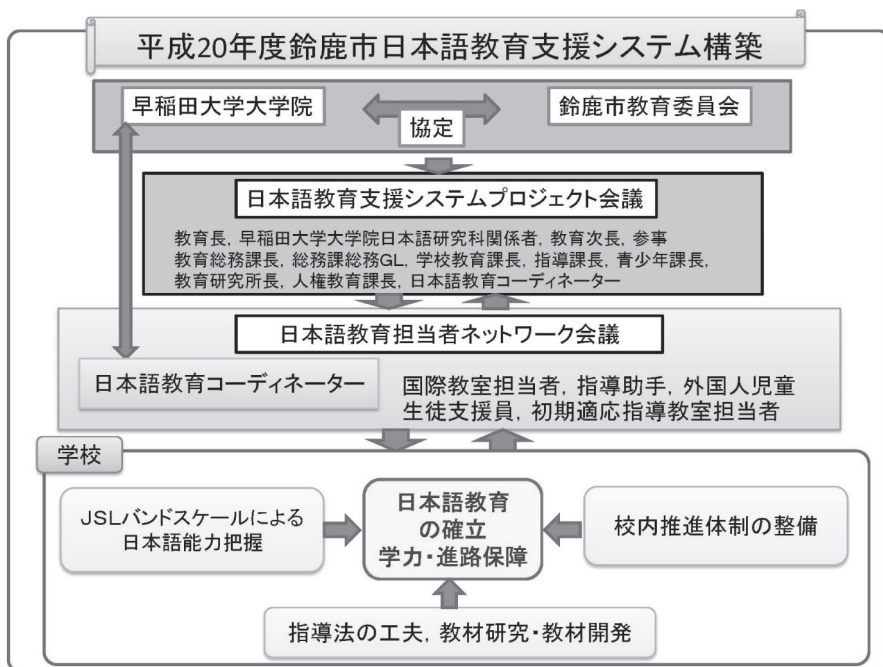 平成20年度鈴鹿市日本語教育支援システム構築
早稲田大学大学院
協定
鈴鹿市教育委員会
日本語教育支援システムプロジェクト会議
教育長，早稲田大学大学院日本語研究科関係者，教育次長，参事
教育総務課長，総務課総務GL，学校教育課長，指導課長，青少年課長，
教育研究所長，人権教育課長，日本語教育コーディネーター
日本語教育担当者ネットワーク会議
日本語教育コーディネーター
国際教室担当者，指導助手，外国人児童
生徒支援員，初期適応指導教室担当者
学校
JSLバンドスケールによる
日本語能力把握
日本語教育
の確立
学力・進路保障
校内推進体制の整備
指導法の工夫，教材研究・教材開発